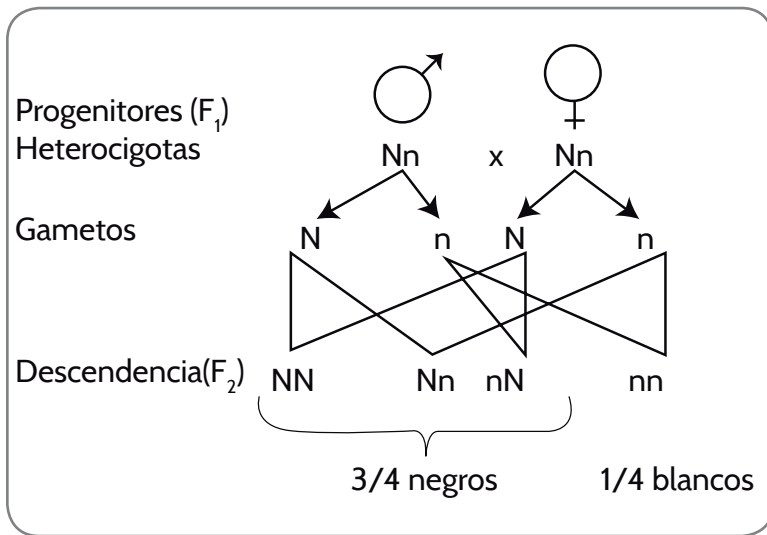 Progenitores (F₁)
Heterocigotas
Nn x Nn
Gametos
N n N n
Descendencia(F₂)
NN Nn nN nn
3/4 negros 1/4 blancos